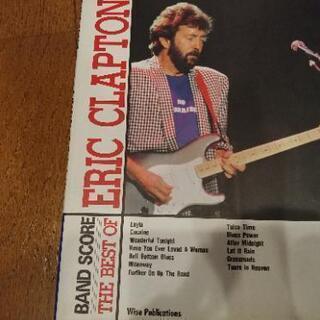 BAND SCORE
THE BEST OF
ERIC CLAPTON
Layla
Cocaine
Wonderful Tonight
Have You Ever Loved A Woman
Bell Bottom Blues
Hideaway
Further On Up The Road
Tulsa Time
Blues Power
After Midnight
Let It Rain
Crossroads
Tears In Heaven
Wise Publications